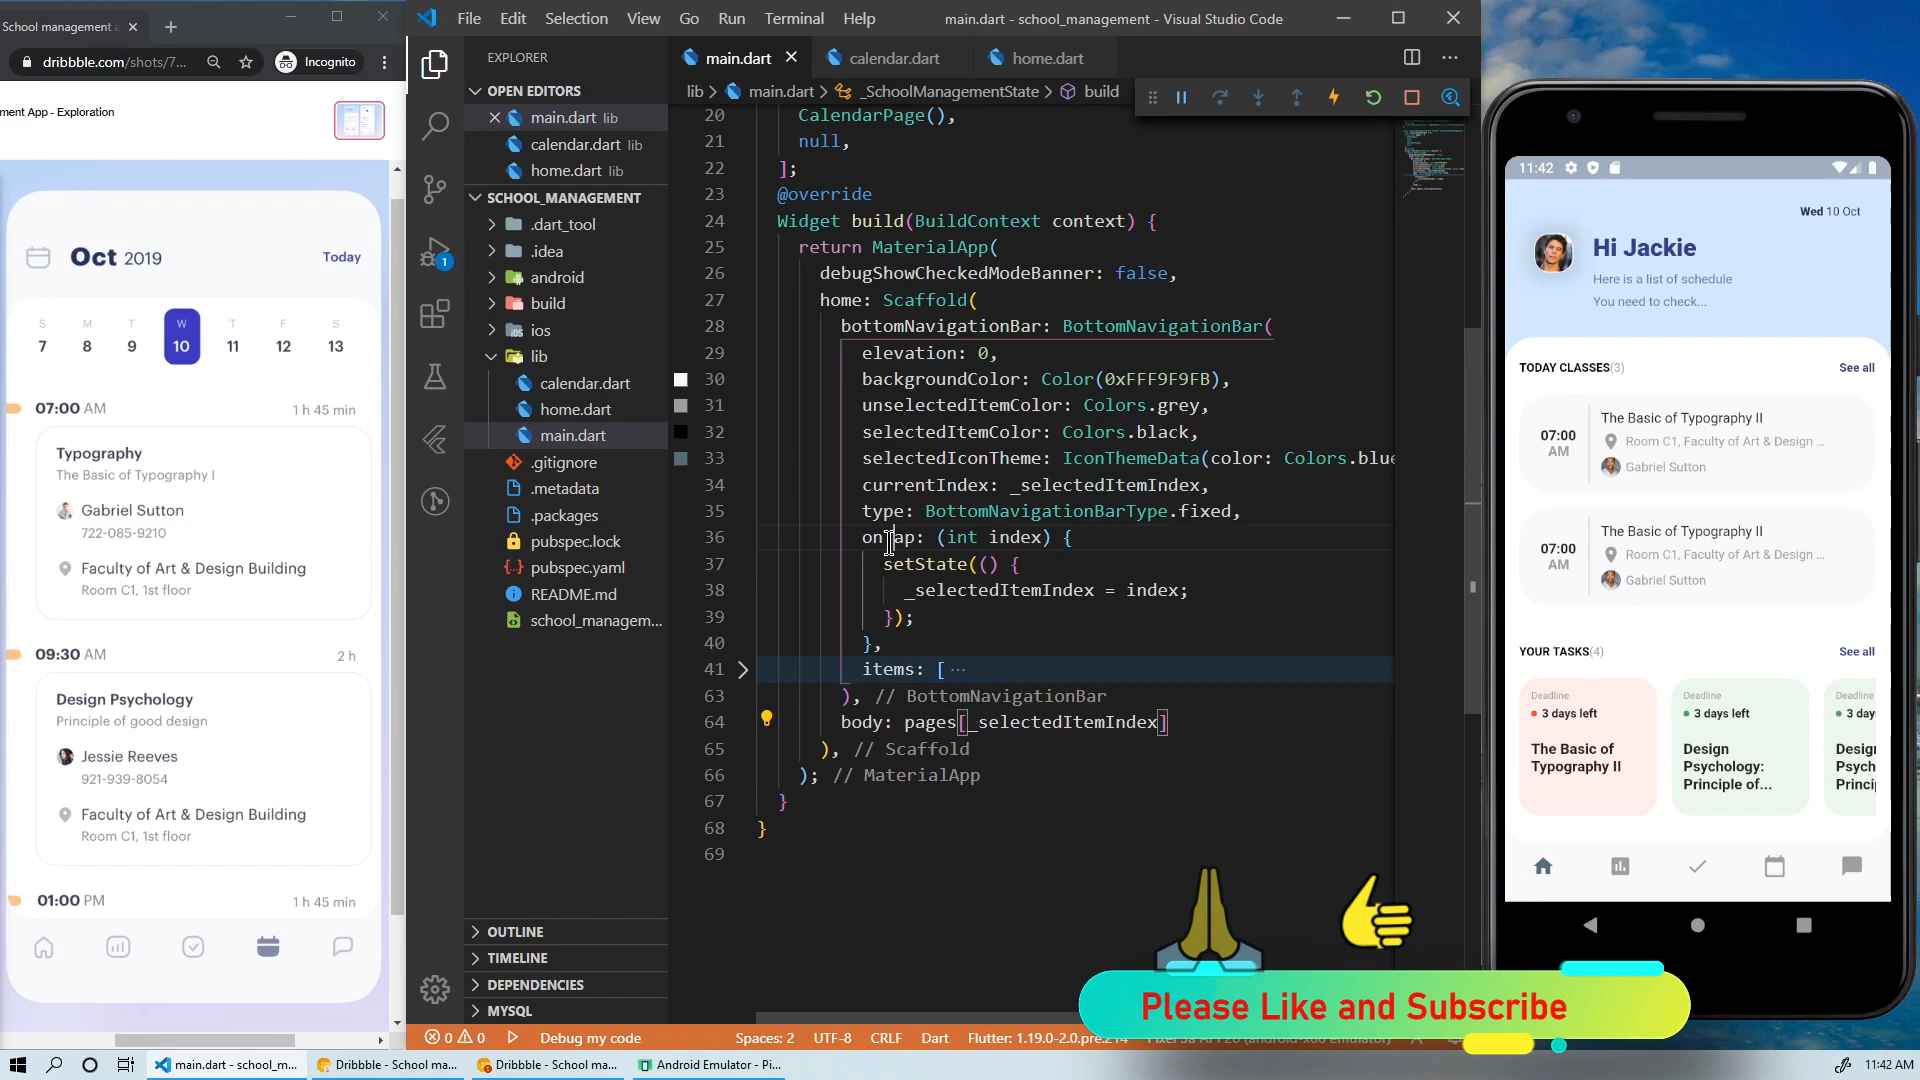 School management a
dribbble.com/shots/7...
Incognito
ment App - Exploration
Oct 2019
Today
S M T W T F S
7 8 9 10 11 12 13
07:00 AM
1 h 45 min
Typography
The Basic of Typography I
Gabriel Sutton
722-085-9210
Faculty of Art & Design Building
Room C1, 1st floor
09:30 AM
2 h
Design Psychology
Principle of good design
Jessie Reeves
921-939-8054
Faculty of Art & Design Building
Room C1, 1st floor
01:00 PM
1 h 45 min
File Edit Selection View Go Run Terminal Help
main.dart - school_management - Visual Studio Code
EXPLORER
OPEN EDITORS
main.dart lib
calendar.dart lib
home.dart lib
SCHOOL_MANAGEMENT
.dart_tool
.idea
android
build
ios
lib
calendar.dart
home.dart
main.dart
.gitignore
.metadata
.packages
pubspec.lock
pubspec.yaml
README.md
school_managem...
OUTLINE
TIMELINE
DEPENDENCIES
MYSQL
1
main.dart
calendar.dart
home.dart
lib > main.dart > _SchoolManagementState > build
20 CalendarPage(),
21 null,
22 ];
23 @override
24 Widget build(BuildContext context) {
25 return MaterialApp(
26 debugShowCheckedModeBanner: false,
27 home: Scaffold(
28 bottomNavigationBar: BottomNavigationBar(
29 elevation: 0,
30 backgroundColor: Color(0xFFF9F9FB),
31 unselectedItemColor: Colors.grey,
32 selectedItemColor: Colors.black,
33 selectedIconTheme: IconThemeData(color: Colors.blue
34 currentIndex: _selectedItemIndex,
35 type: BottomNavigationBarType.fixed,
36 onTap: (int index) {
37 setState(() {
38 _selectedItemIndex = index;
39 });
40 },
41 items: [ ...
63 ), // BottomNavigationBar
64 body: pages[_selectedItemIndex]
65 ), // Scaffold
66 ); // MaterialApp
67 }
68 }
69
11:42
Wed 10 Oct
Hi Jackie
Here is a list of schedule
You need to check...
TODAY CLASSES(3)
See all
07:00
AM
The Basic of Typography II
Room C1, Faculty of Art & Design ...
Gabriel Sutton
07:00
AM
The Basic of Typography II
Room C1, Faculty of Art & Design ...
Gabriel Sutton
YOUR TASKS(4)
See all
Deadline
3 days left
The Basic of
Typography II
Deadline
3 days left
Design
Psychology:
Principle of...
Deadline
3 day
Desig
Psych
Princi
Please Like and Subscribe
0 0
Debug my code
Spaces: 2
UTF-8
CRLF
Dart
Flutter: 1.19.0-2.0.pre.214
main.dart - school_m...
Dribbble - School ma...
Dribbble - School ma...
Android Emulator - Pi...
11:42 AM